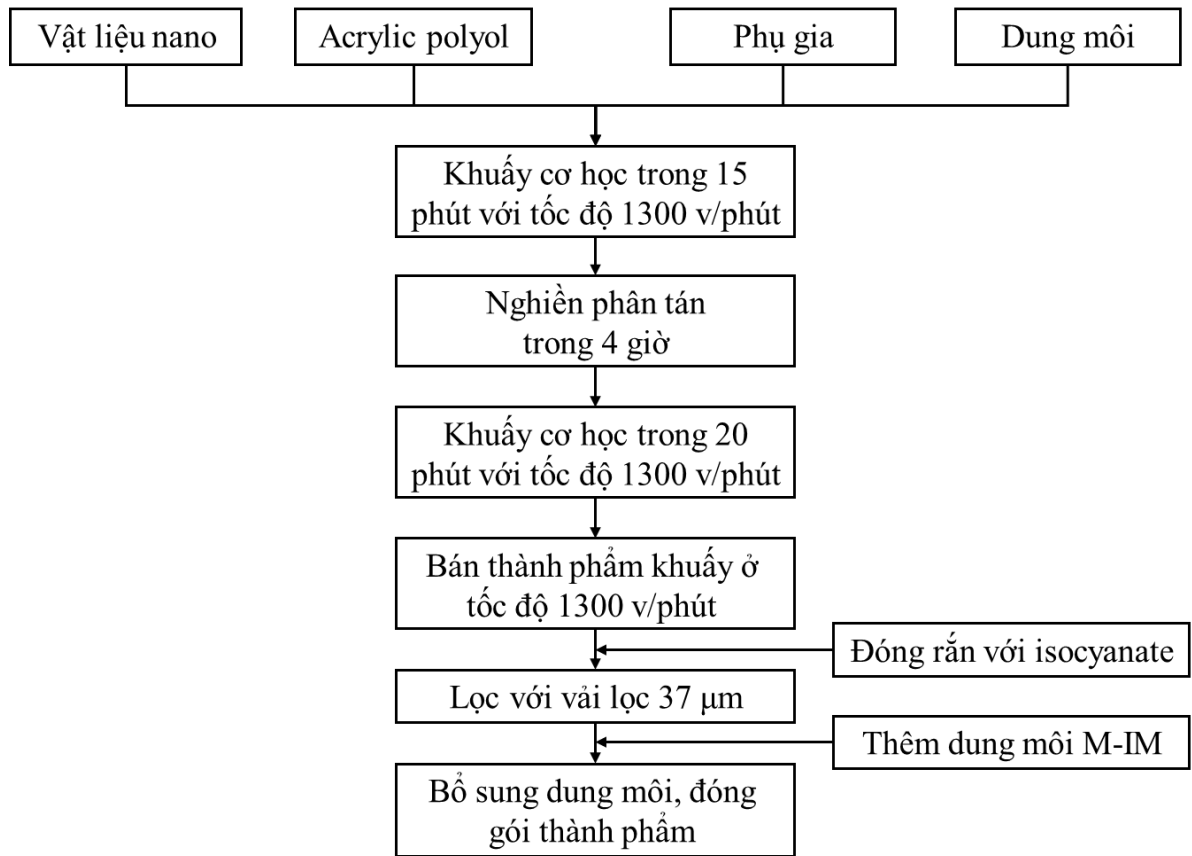 Vật liệu nano
Acrylic polyol
Phụ gia
Dung môi
Khuấy cơ học trong 15
phút với tốc độ 1300 v/phút
Nghiền phân tán
trong 4 giờ
Khuấy cơ học trong 20
phút với tốc độ 1300 v/phút
Bán thành phẩm khuấy ở
tốc độ 1300 v/phút
Đóng rắn với isocyanate
Lọc với vải lọc 37 μm
Thêm dung môi M-IM
Bổ sung dung môi, đóng
gói thành phẩm